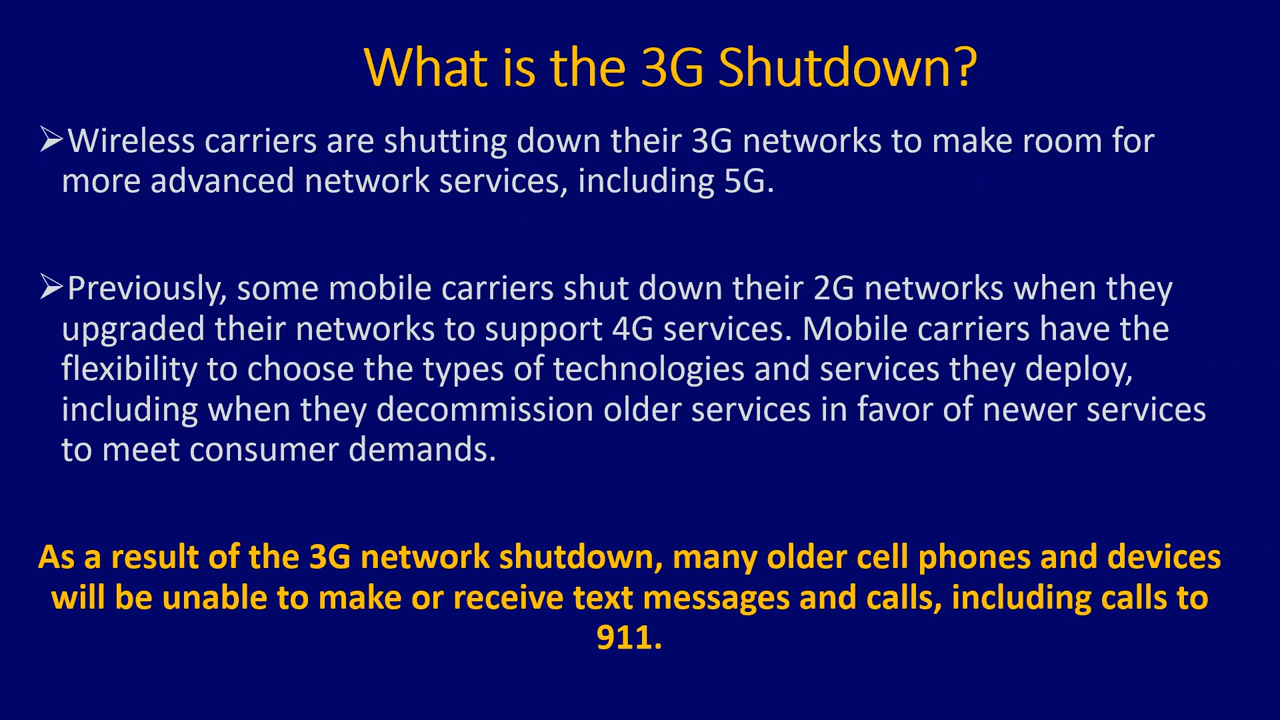 What is the 3G Shutdown?
➢Wireless carriers are shutting down their 3G networks to make room for
more advanced network services, including 5G.
➢Previously, some mobile carriers shut down their 2G networks when they
upgraded their networks to support 4G services. Mobile carriers have the
flexibility to choose the types of technologies and services they deploy,
including when they decommission older services in favor of newer services
to meet consumer demands.
As a result of the 3G network shutdown, many older cell phones and devices
will be unable to make or receive text messages and calls, including calls to
911.